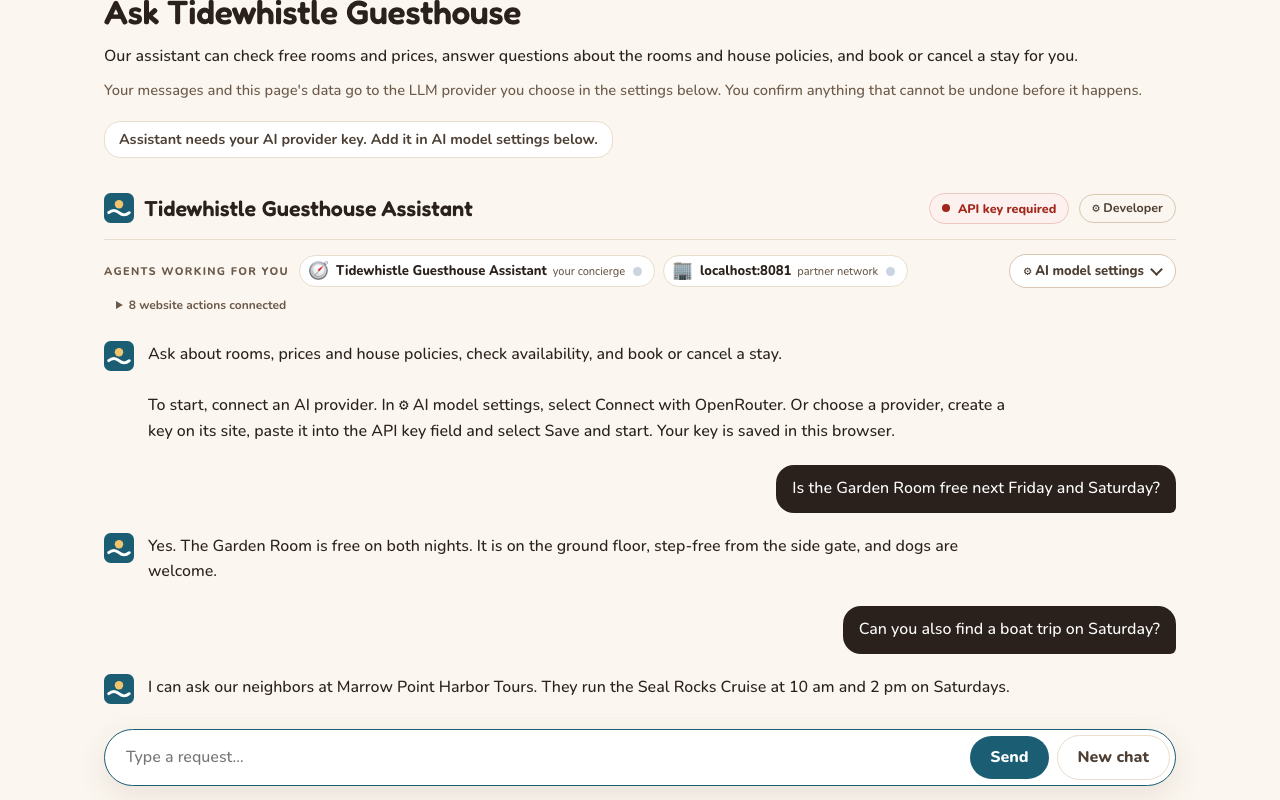 Ask Tidewhistle Guesthouse
Our assistant can check free rooms and prices, answer questions about the rooms and house policies, and book or cancel a stay for you.
Your messages and this page's data go to the LLM provider you choose in the settings below. You confirm anything that cannot be undone before it happens.
Assistant needs your AI provider key. Add it in AI model settings below.
Tidewhistle Guesthouse Assistant
API key required
⚙ Developer
AGENTS WORKING FOR YOU
Tidewhistle Guesthouse Assistant your concierge
localhost:8081 partner network
⚙ AI model settings
8 website actions connected
Ask about rooms, prices and house policies, check availability, and book or cancel a stay.
To start, connect an AI provider. In ⚙ AI model settings, select Connect with OpenRouter. Or choose a provider, create a
key on its site, paste it into the API key field and select Save and start. Your key is saved in this browser.
Is the Garden Room free next Friday and Saturday?
Yes. The Garden Room is free on both nights. It is on the ground floor, step-free from the side gate, and dogs are
welcome.
Can you also find a boat trip on Saturday?
I can ask our neighbors at Marrow Point Harbor Tours. They run the Seal Rocks Cruise at 10 am and 2 pm on Saturdays.
Type a request...
Send
New chat